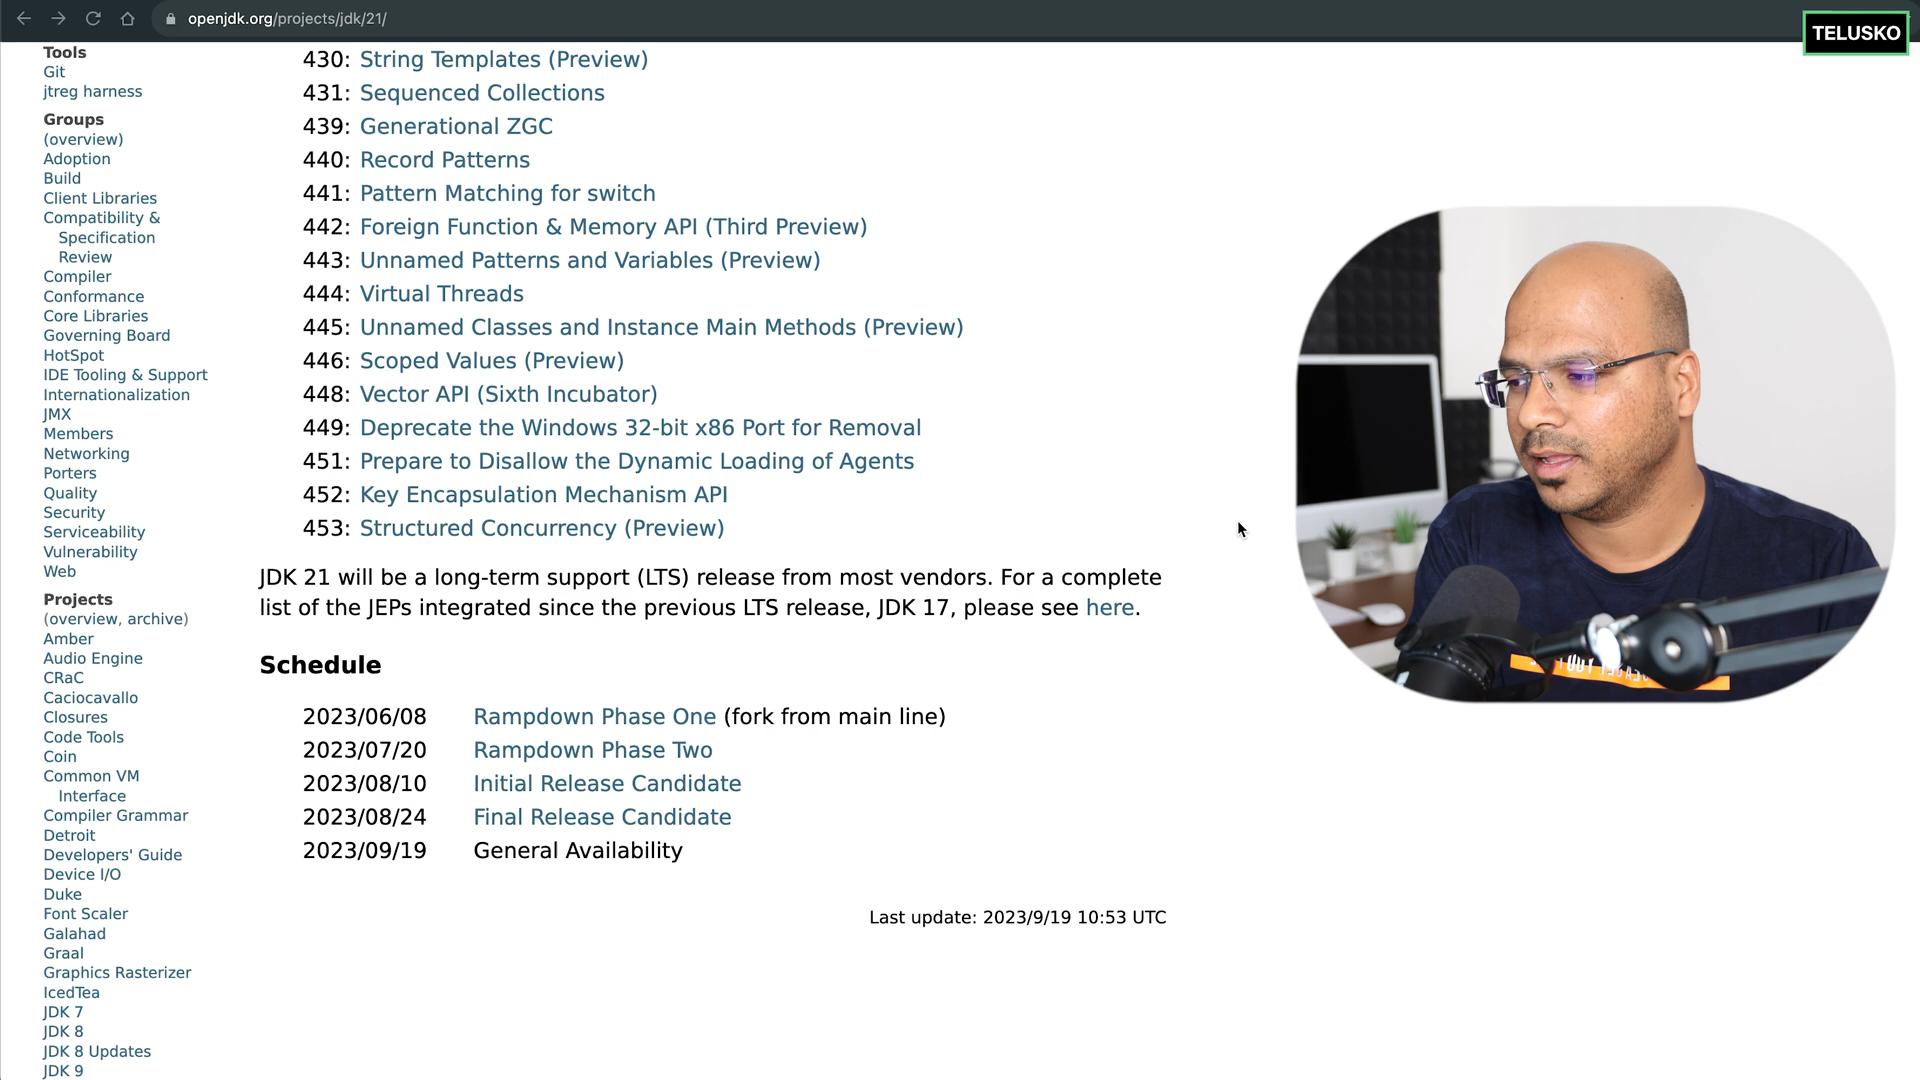 openjdk.org/projects/jdk/21/
TELUSKO
Tools
Git
jtreg harness
Groups
(overview)
Adoption
Build
Client Libraries
Compatibility &
Specification
Review
Compiler
Conformance
Core Libraries
Governing Board
HotSpot
IDE Tooling & Support
Internationalization
JMX
Members
Networking
Porters
Quality
Security
Serviceability
Vulnerability
Web
Projects
(overview, archive)
Amber
Audio Engine
CRaC
Caciocavallo
Closures
Code Tools
Coin
Common VM
Interface
Compiler Grammar
Detroit
Developers' Guide
Device I/O
Duke
Font Scaler
Galahad
Graal
Graphics Rasterizer
IcedTea
JDK 7
JDK 8
JDK 8 Updates
JDK 9
430: String Templates (Preview)
431: Sequenced Collections
439: Generational ZGC
440: Record Patterns
441: Pattern Matching for switch
442: Foreign Function & Memory API (Third Preview)
443: Unnamed Patterns and Variables (Preview)
444: Virtual Threads
445: Unnamed Classes and Instance Main Methods (Preview)
446: Scoped Values (Preview)
448: Vector API (Sixth Incubator)
449: Deprecate the Windows 32-bit x86 Port for Removal
451: Prepare to Disallow the Dynamic Loading of Agents
452: Key Encapsulation Mechanism API
453: Structured Concurrency (Preview)
JDK 21 will be a long-term support (LTS) release from most vendors. For a complete
list of the JEPs integrated since the previous LTS release, JDK 17, please see here.
Schedule
2023/06/08 Rampdown Phase One (fork from main line)
2023/07/20 Rampdown Phase Two
2023/08/10 Initial Release Candidate
2023/08/24 Final Release Candidate
2023/09/19 General Availability
Last update: 2023/9/19 10:53 UTC